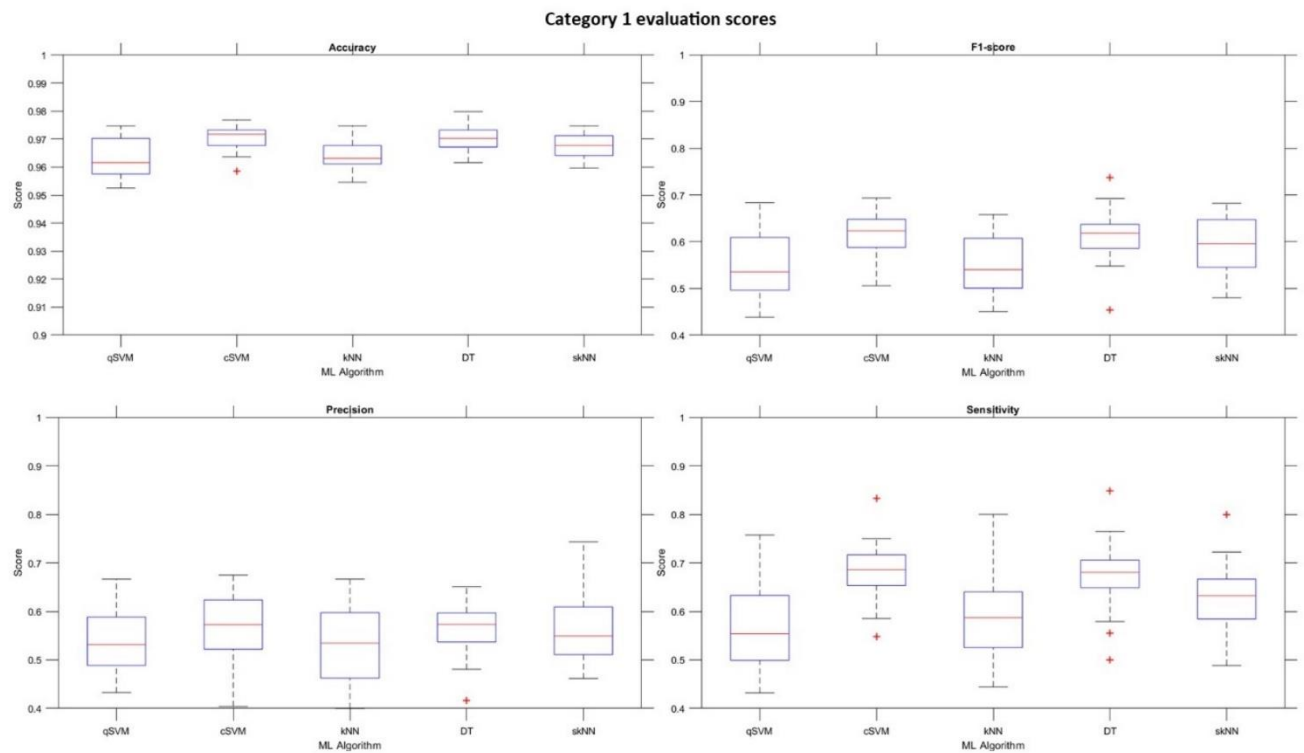 Category 1 evaluation scores
Accuracy
1
0.99
0.98
0.97
0.96
0.95
0.94
0.93
0.92
0.91
0.9
Score
qSVM cSVM kNN DT skNN
ML Algorithm
F1-score
1
0.9
0.8
0.7
0.6
0.5
0.4
Score
qSVM cSVM kNN DT skNN
ML Algorithm
Precision
1
0.9
0.8
0.7
0.6
0.5
0.4
Score
qSVM cSVM kNN DT skNN
ML Algorithm
Sensitivity
1
0.9
0.8
0.7
0.6
0.5
0.4
Score
qSVM cSVM kNN DT skNN
ML Algorithm